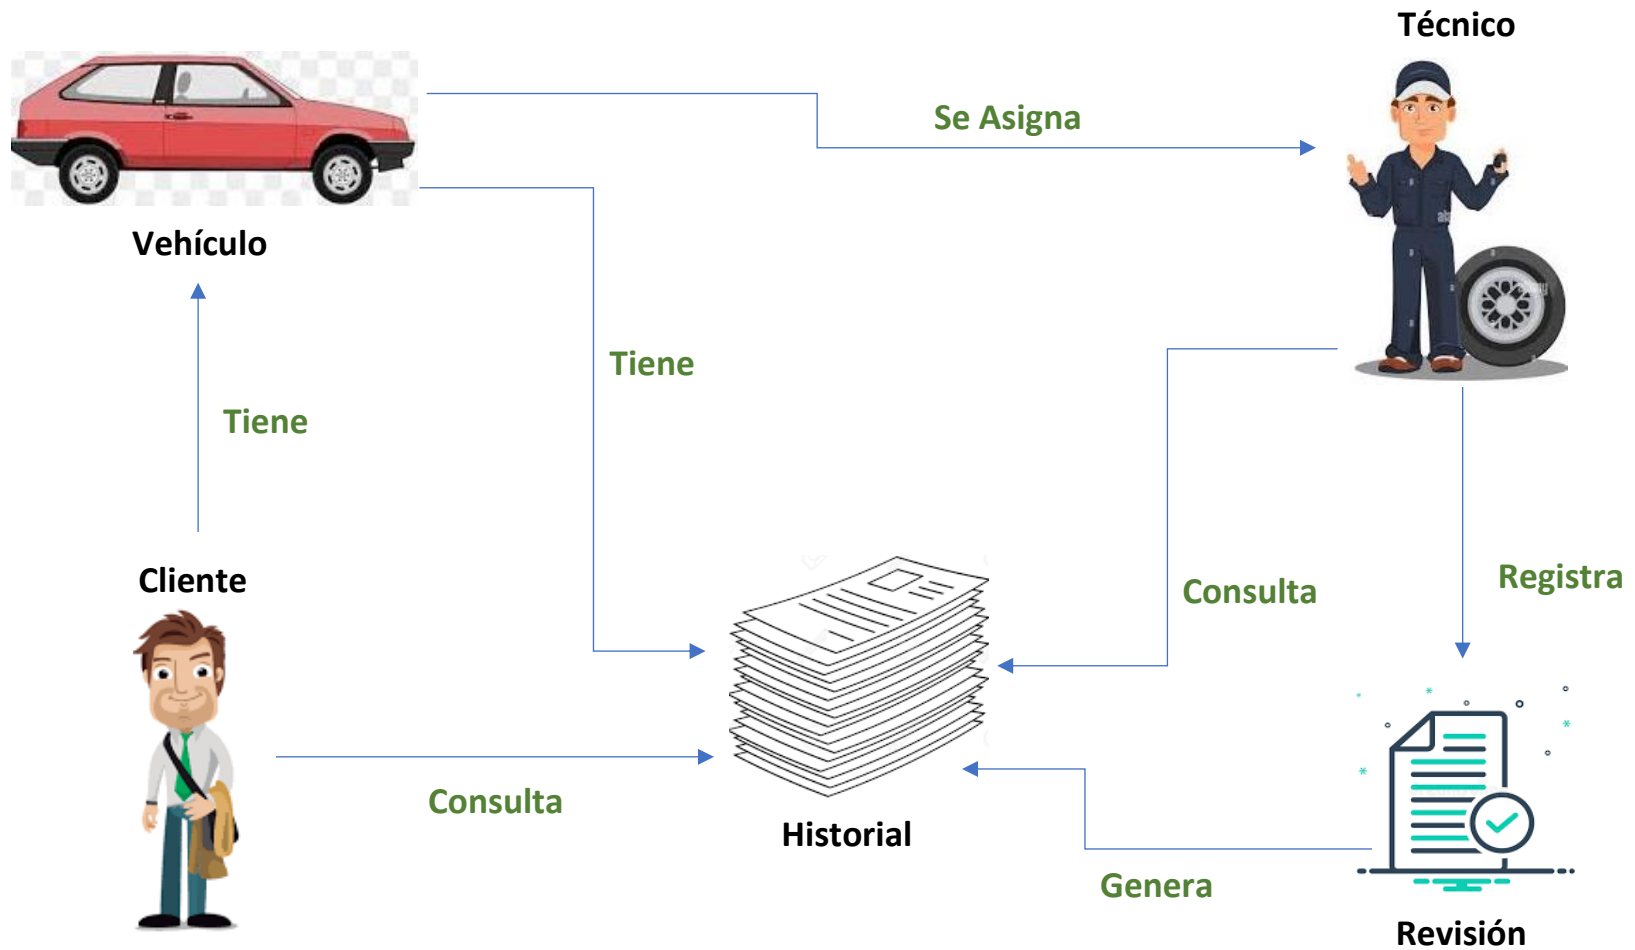 Técnico
Se Asigna
Vehículo
Tiene
Tiene
Cliente
Consulta
Registra
Consulta
Historial
Genera
Revisión